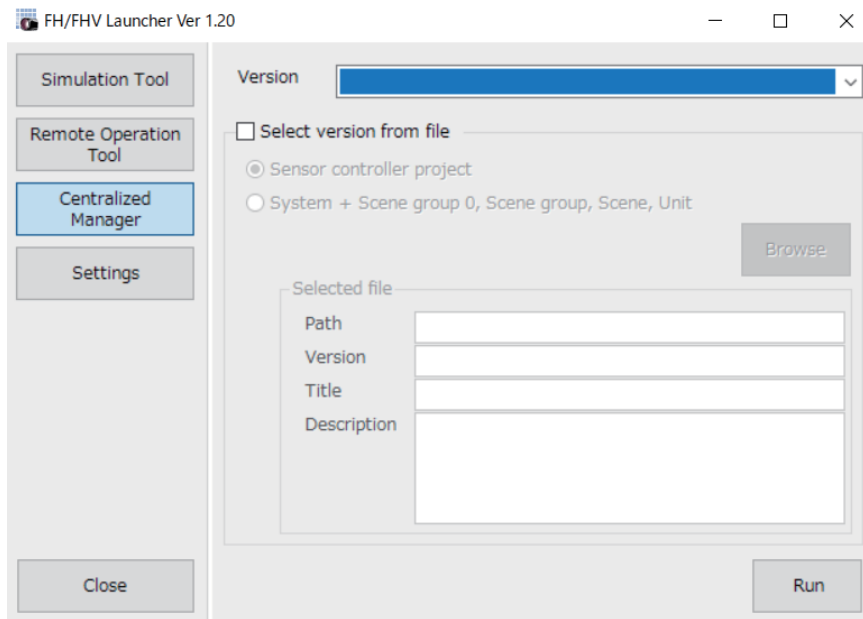 FH/FHV Launcher Ver 1.20
Simulation Tool
Remote Operation
Tool
Centralized
Manager
Settings
Close
Version
Select version from file
Sensor controller project
System + Scene group 0, Scene group, Scene, Unit
Browse
Selected file
Path
Version
Title
Description
Run